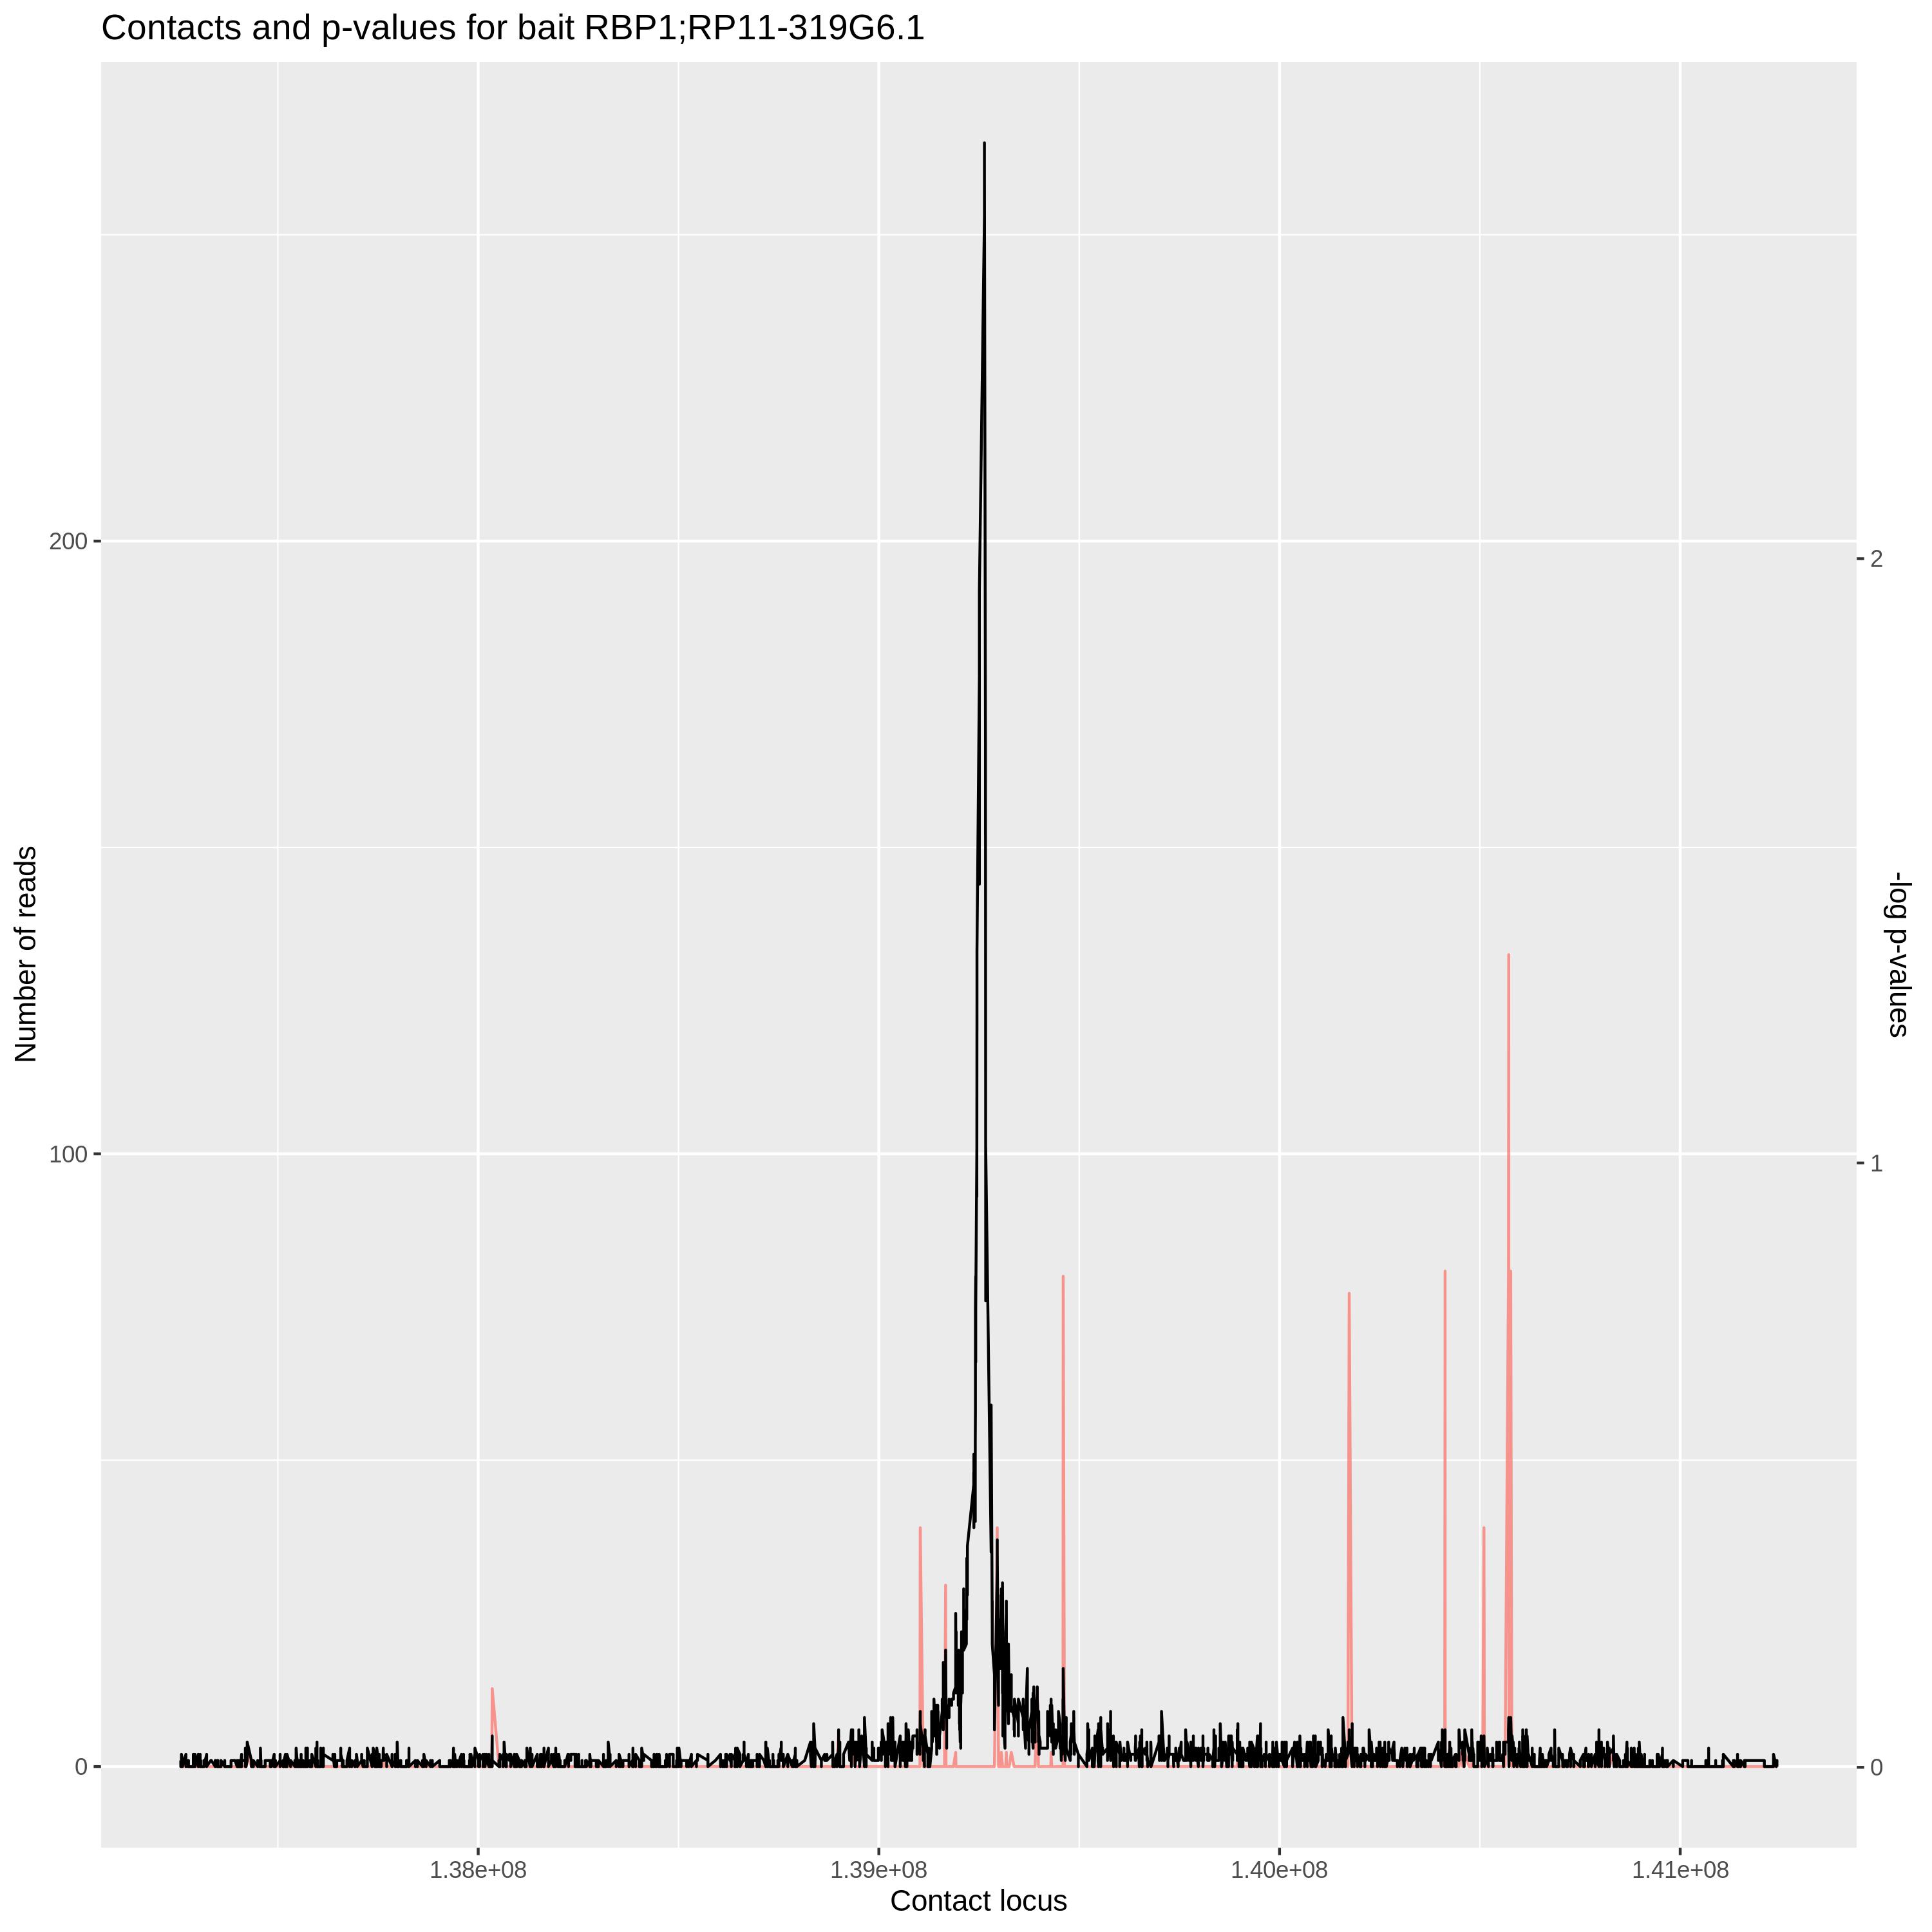 Contacts and p-values for bait RBP1;RP11-319G6.1
Number of reads
200
100
0
-log p-values
2
1
0
1.38e+08 1.39e+08 1.40e+08 1.41e+08
Contact locus